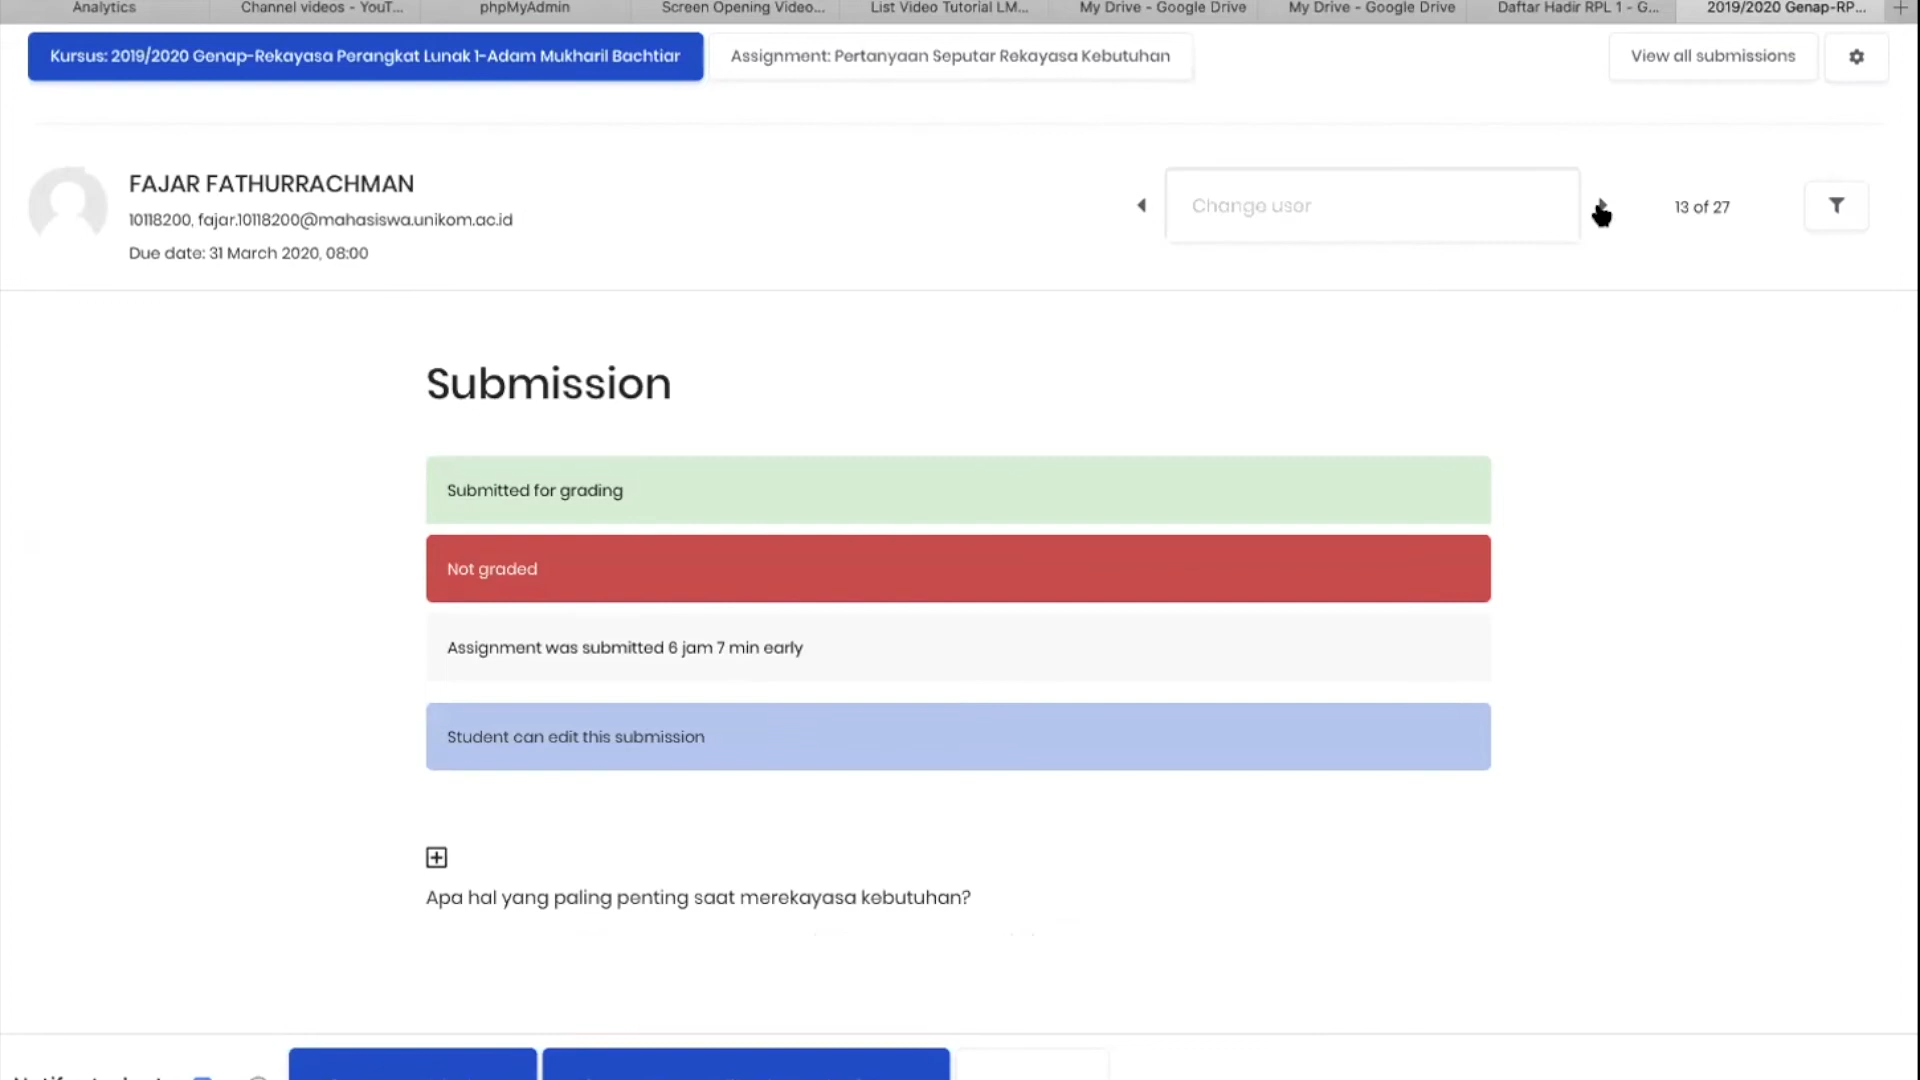 Analytics
Channel videos - YouT...
phpMyAdmin
Screen Opening Video...
List Video Tutorial LM...
My Drive - Google Drive
My Drive - Google Drive
Daftar Hadir RPL 1 - G...
2019/2020 Genap-RP...
Kursus: 2019/2020 Genap-Rekayasa Perangkat Lunak 1-Adam Mukharil Bachtiar
Assignment: Pertanyaan Seputar Rekayasa Kebutuhan
View all submissions
FAJAR FATHURRACHMAN
10118200, fajar.10118200@mahasiswa.unikom.ac.id
Due date: 31 March 2020, 08:00
Change user
13 of 27
Submission
Submitted for grading
Not graded
Assignment was submitted 6 jam 7 min early
Student can edit this submission
Apa hal yang paling penting saat merekayasa kebutuhan?